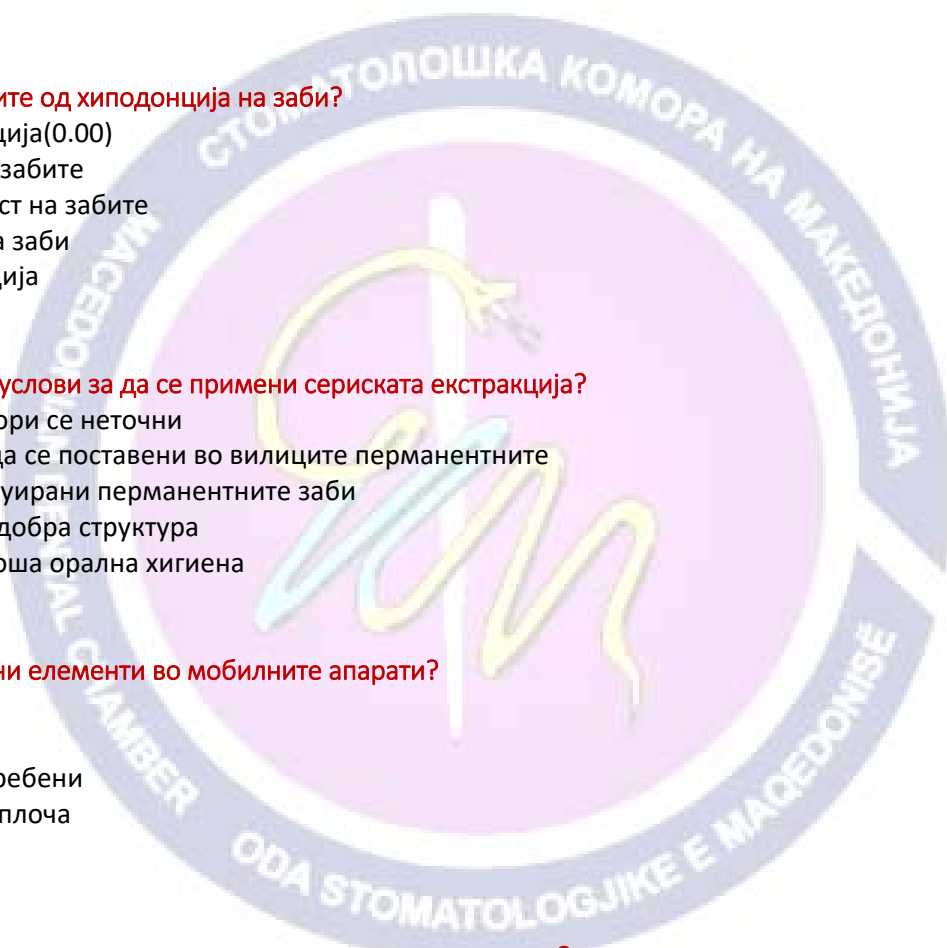 СТОМАТОЛОШКА КОМОРА НА МАКЕДОНИЈА
MACEDONIAN DENTAL CHAMBER
ODA STOMATOLOGJIKE E MAQEDONISË
ите од хиподонција на заби?
ција(0.00)
забите
ст на забите
а заби
ција
услови за да се примени сериската екстракција?
ори се неточни
да се поставени во вилиците перманентните
уирани перманентните заби
добра структура
оша орална хигиена
ни елементи во мобилните апарати?
ребени
плоча